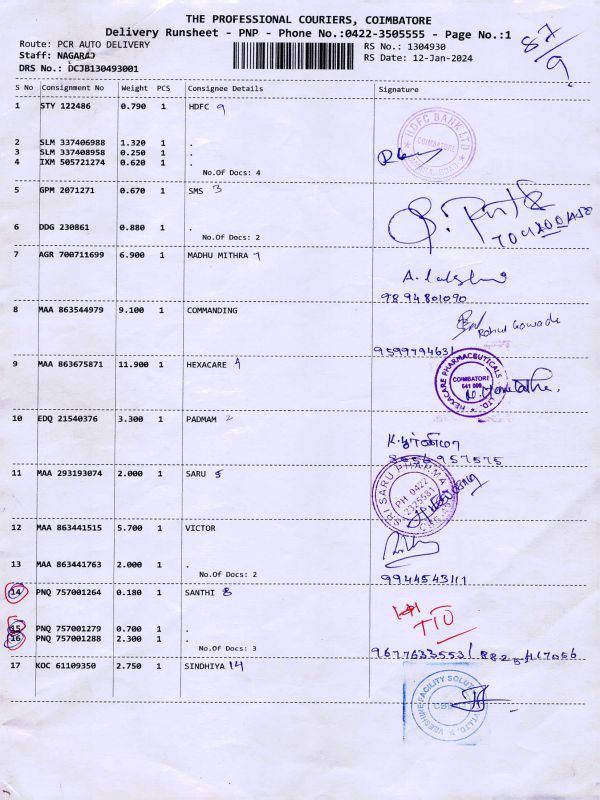 THE PROFESSIONAL COURIERS, COIMBATORE
Delivery Runsheet - PNP - Phone No.:0422-3505555 - Page No.:1
87/9
Route: PCR AUTO DELIVERY RS No.: 1304930
Staff: NAGARAJ RS Date: 12-Jan-2024
DRS No.: DCJB130493001
S No Consignment No Weight PCS Consignee Details Signature
1 STY 122486 0.790 1 HDFC 9
HDFC BANK LTD
COIMBATORE
2 SLM 337406988 1.320 1 .
3 SLM 337408958 0.250 1 .
4 IXM 505721274 0.620 1 .
No.Of Docs: 4
5 GPM 2071271 0.670 1 SMS 3
6 DDG 230861 0.880 1 .
No.Of Docs: 2
7 AGR 700711699 6.900 1 MADHU MITHRA 7
9894801090
8 MAA 863544979 9.100 1 COMMANDING
Rahul Gowade
9599794631
9 MAA 863675871 11.900 1 HEXACARE 4
HEXACARE PHARMACEUTICALS
COIMBATORE
10 EDQ 21540376 3.300 1 PADMAM 2
11 MAA 293193074 2.000 1 SARU 5
SRI SARU PHARMA
PH 0422
2375581
12 MAA 863441515 5.700 1 VICTOR
13 MAA 863441763 2.000 1 .
No.Of Docs: 2
9944543111
14 PNQ 757001264 0.180 1 SANTHI 8
15 PNQ 757001279 0.700 1 .
16 PNQ 757001288 2.300 1 .
No.Of Docs: 3
9677633553/
17 KOC 61109350 2.750 1 SINDHIYA 14
FACILITY